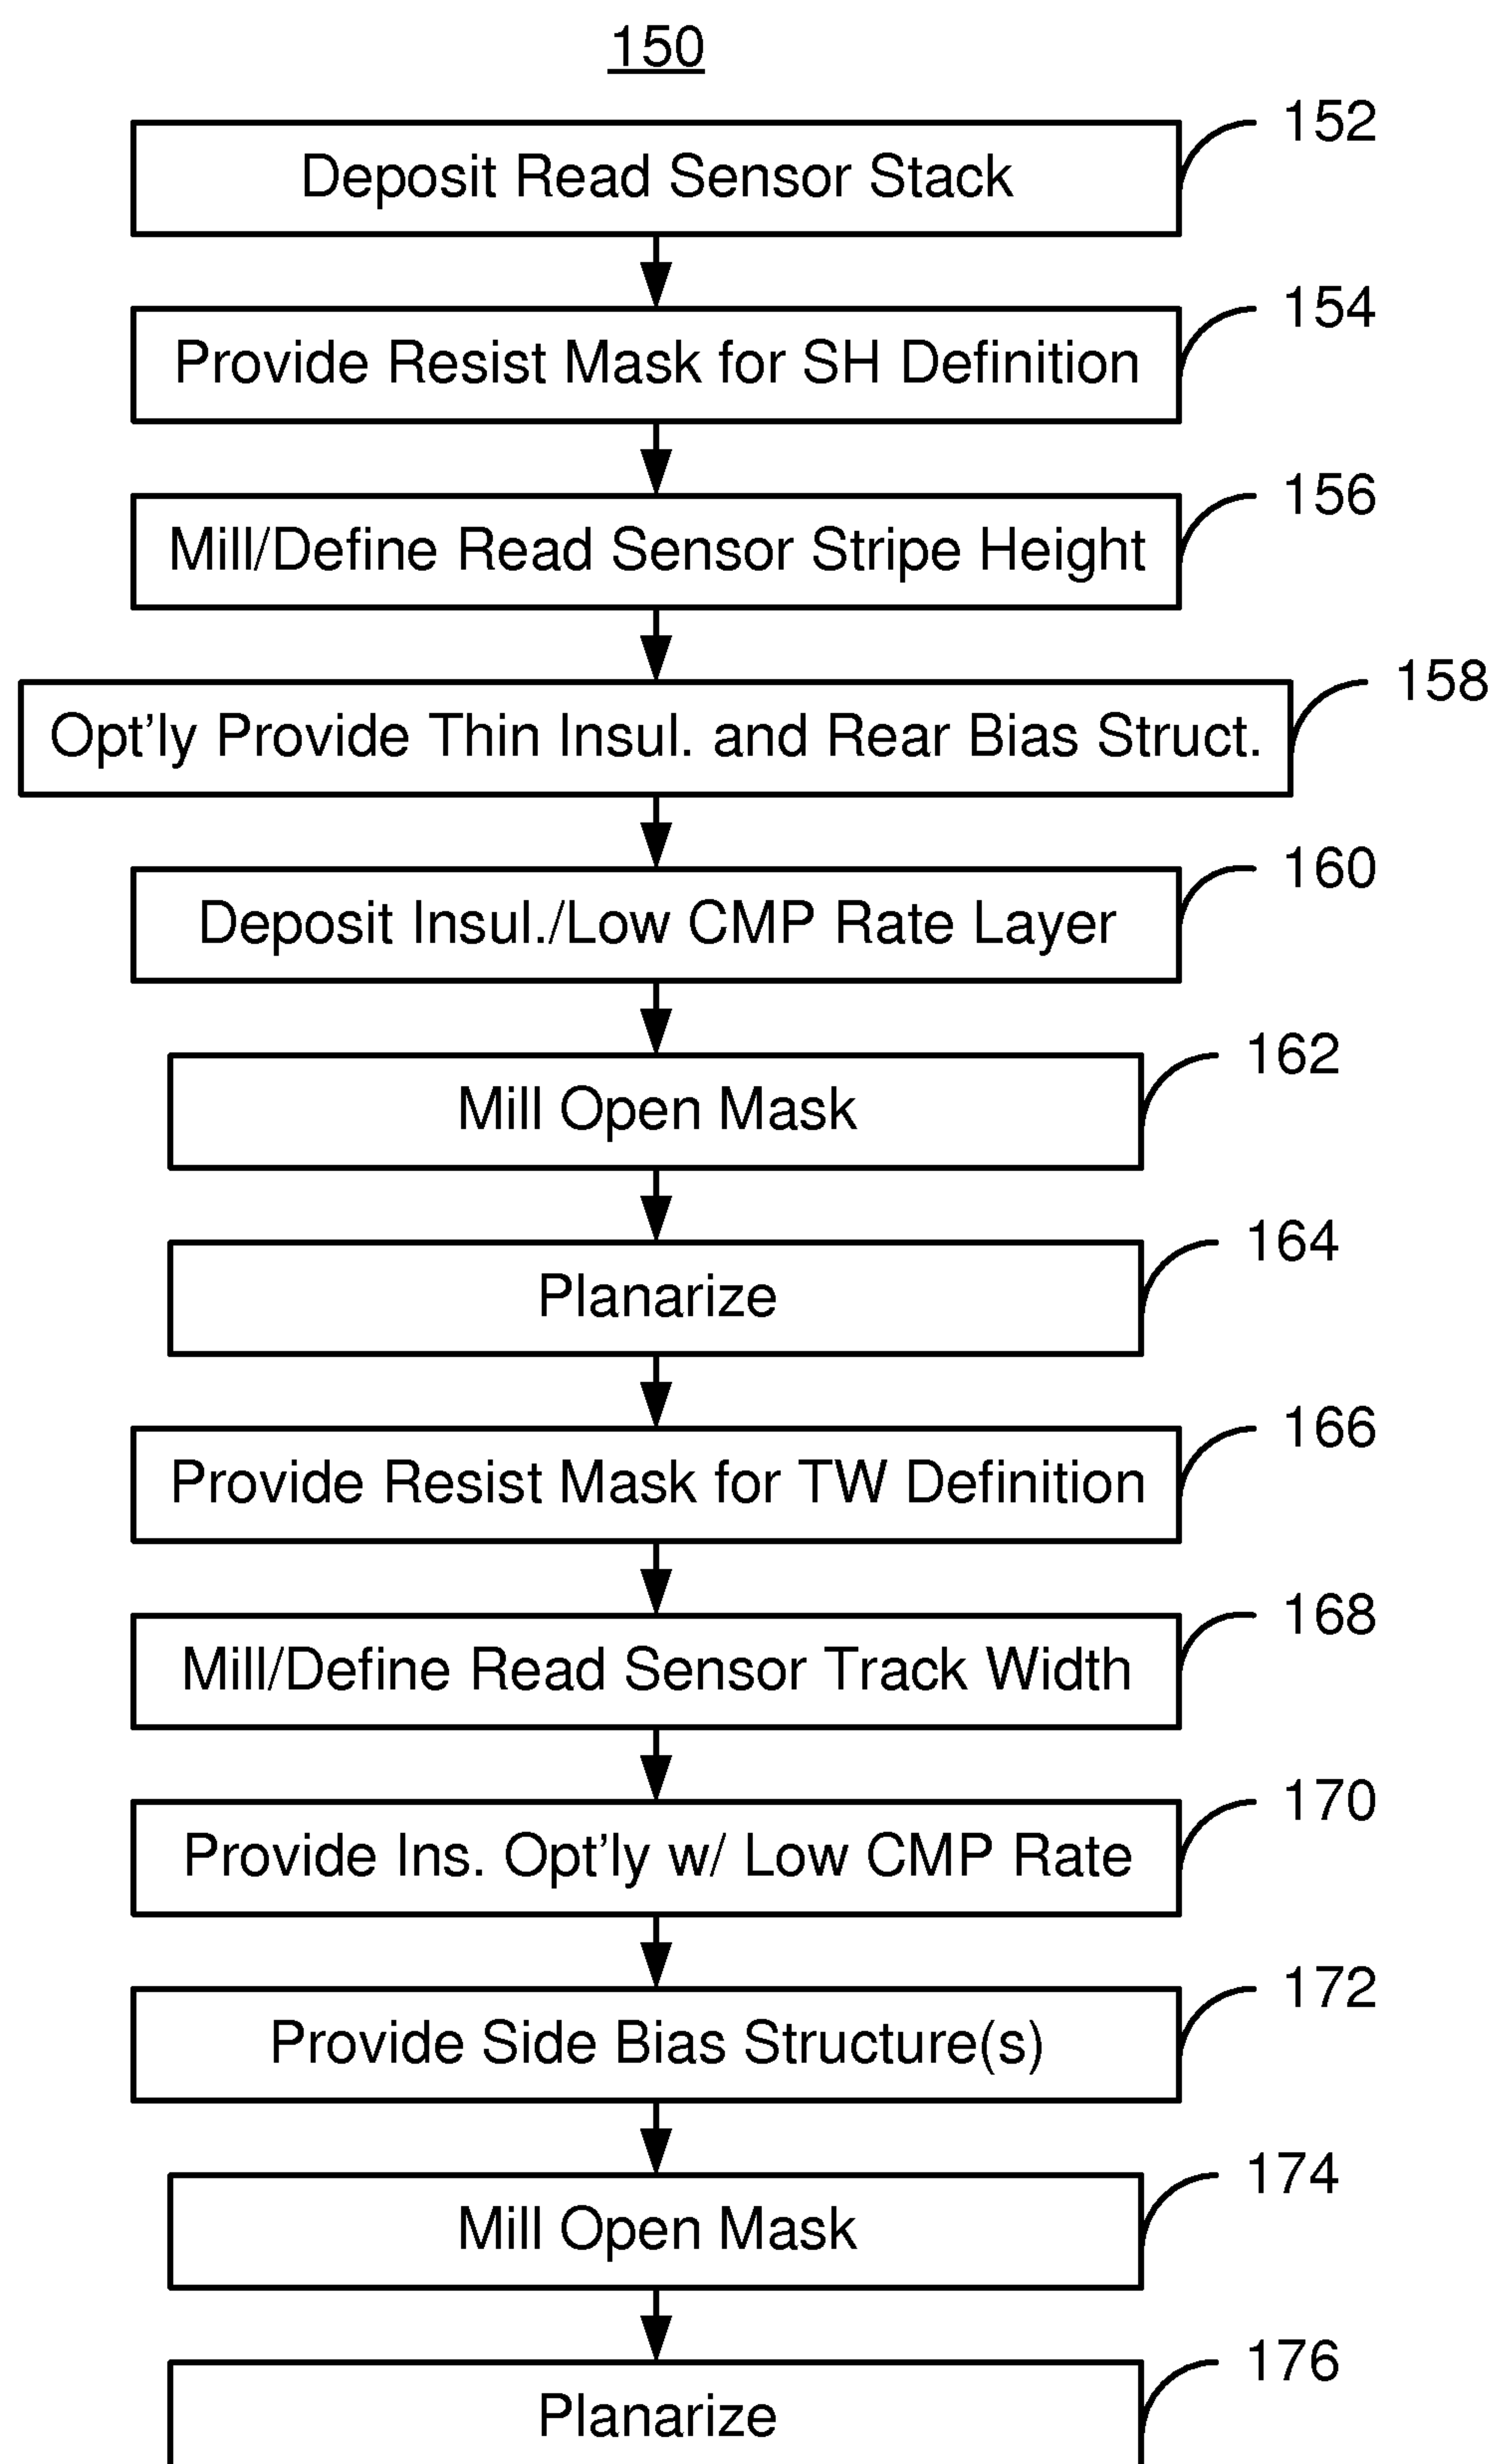 150
152
Deposit Read Sensor Stack
154
Provide Resist Mask for SH Definition
156
Mill/Define Read Sensor Stripe Height
158
Opt'ly Provide Thin Insul. and Rear Bias Struct.
160
Deposit Insul./Low CMP Rate Layer
162
Mill Open Mask
164
Planarize
166
Provide Resist Mask for TW Definition
168
Mill/Define Read Sensor Track Width
170
Provide Ins. Opt'ly w/ Low CMP Rate
172
Provide Side Bias Structure(s)
174
Mill Open Mask
176
Planarize